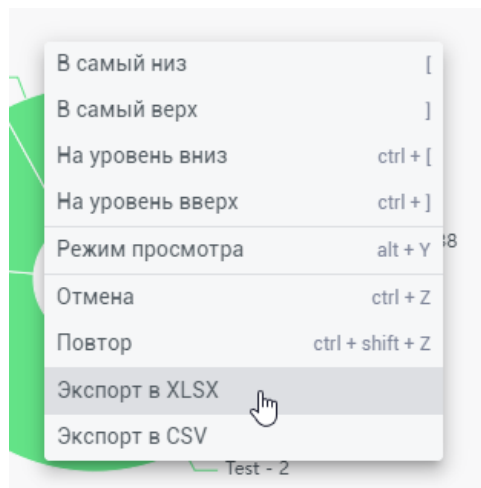 В самый низ [
В самый верх ]
На уровень вниз ctrl + [
На уровень вверх ctrl + ]
Режим просмотра alt + Y
Отмена ctrl + Z
Повтор ctrl + shift + Z
Экспорт в XLSX
Экспорт в CSV
Test - 2